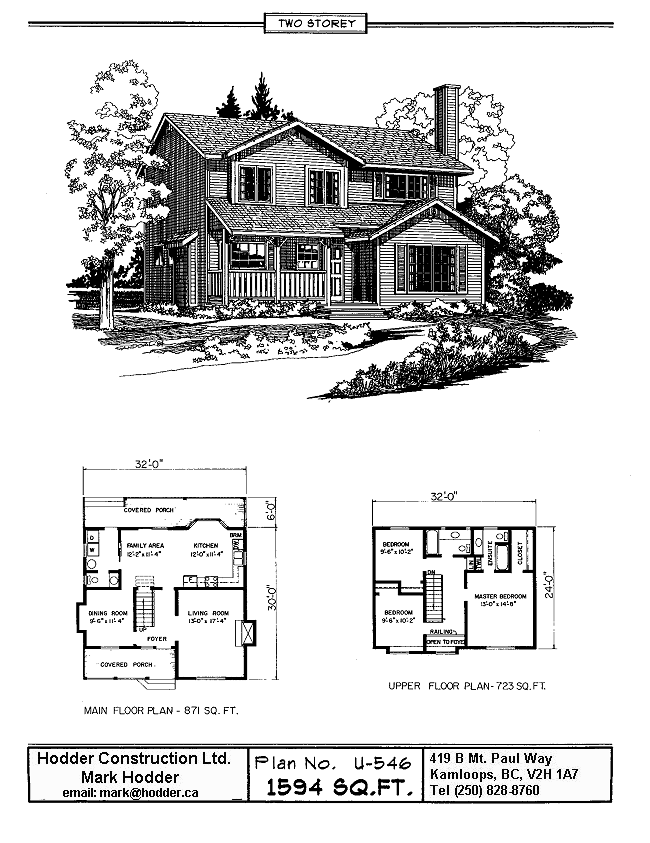 TWO STOREY
32'-0"
COVERED PORCH
6'-0"
FAMILY AREA
12'-2" x 11'-4"
KITCHEN
12'-0" x 11'-4"
BRM.
W
DINING ROOM
9'-6" x 11'-4"
LIVING ROOM
13'-0" x 17'-4"
UP
FOYER
COVERED PORCH
30'-0"
MAIN FLOOR PLAN - 871 SQ. FT.
32'-0"
BEDROOM
9'-6" x 10'-2"
ENSUITE
CLOSET
DN
BEDROOM
9'-6" x 10'-2"
MASTER BEDROOM
13'-0" x 14'-8"
RAILING
OPEN TO FOYER
24'-0"
UPPER FLOOR PLAN - 723 SQ. FT.
Hodder Construction Ltd.
Mark Hodder
email: mark@hodder.ca
Plan No. U-546
1594 SQ.FT.
419 B Mt. Paul Way
Kamloops, BC, V2H 1A7
Tel (250) 828-8760